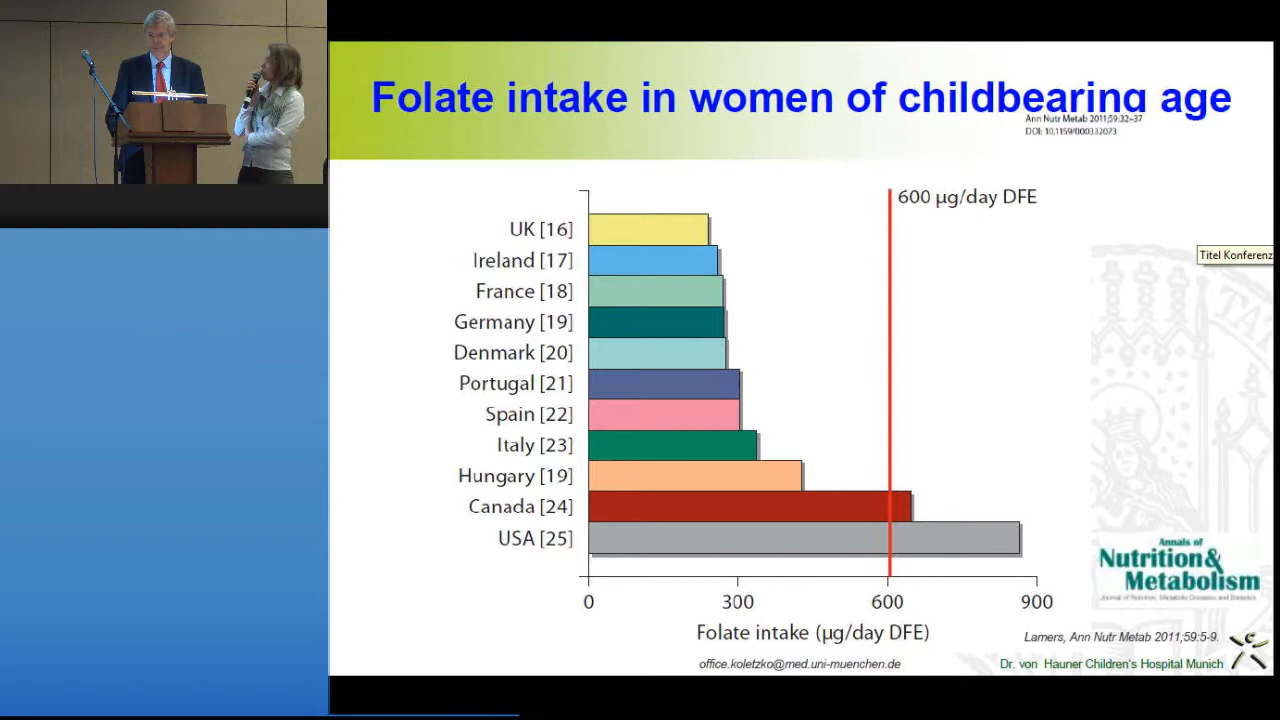 Folate intake in women of childbearing age
Ann Nutr Metab 2011;59:32–37
DOI: 10.1159/000332073
600 µg/day DFE
UK [16]
Ireland [17]
France [18]
Germany [19]
Denmark [20]
Portugal [21]
Spain [22]
Italy [23]
Hungary [19]
Canada [24]
USA [25]
0 300 600 900
Folate intake (µg/day DFE)
Titel Konferenz
Annals of
Nutrition&
Metabolism
Lamers, Ann Nutr Metab 2011;59:5-9.
office.koletzko@med.uni-muenchen.de
Dr. von Hauner Children's Hospital Munich